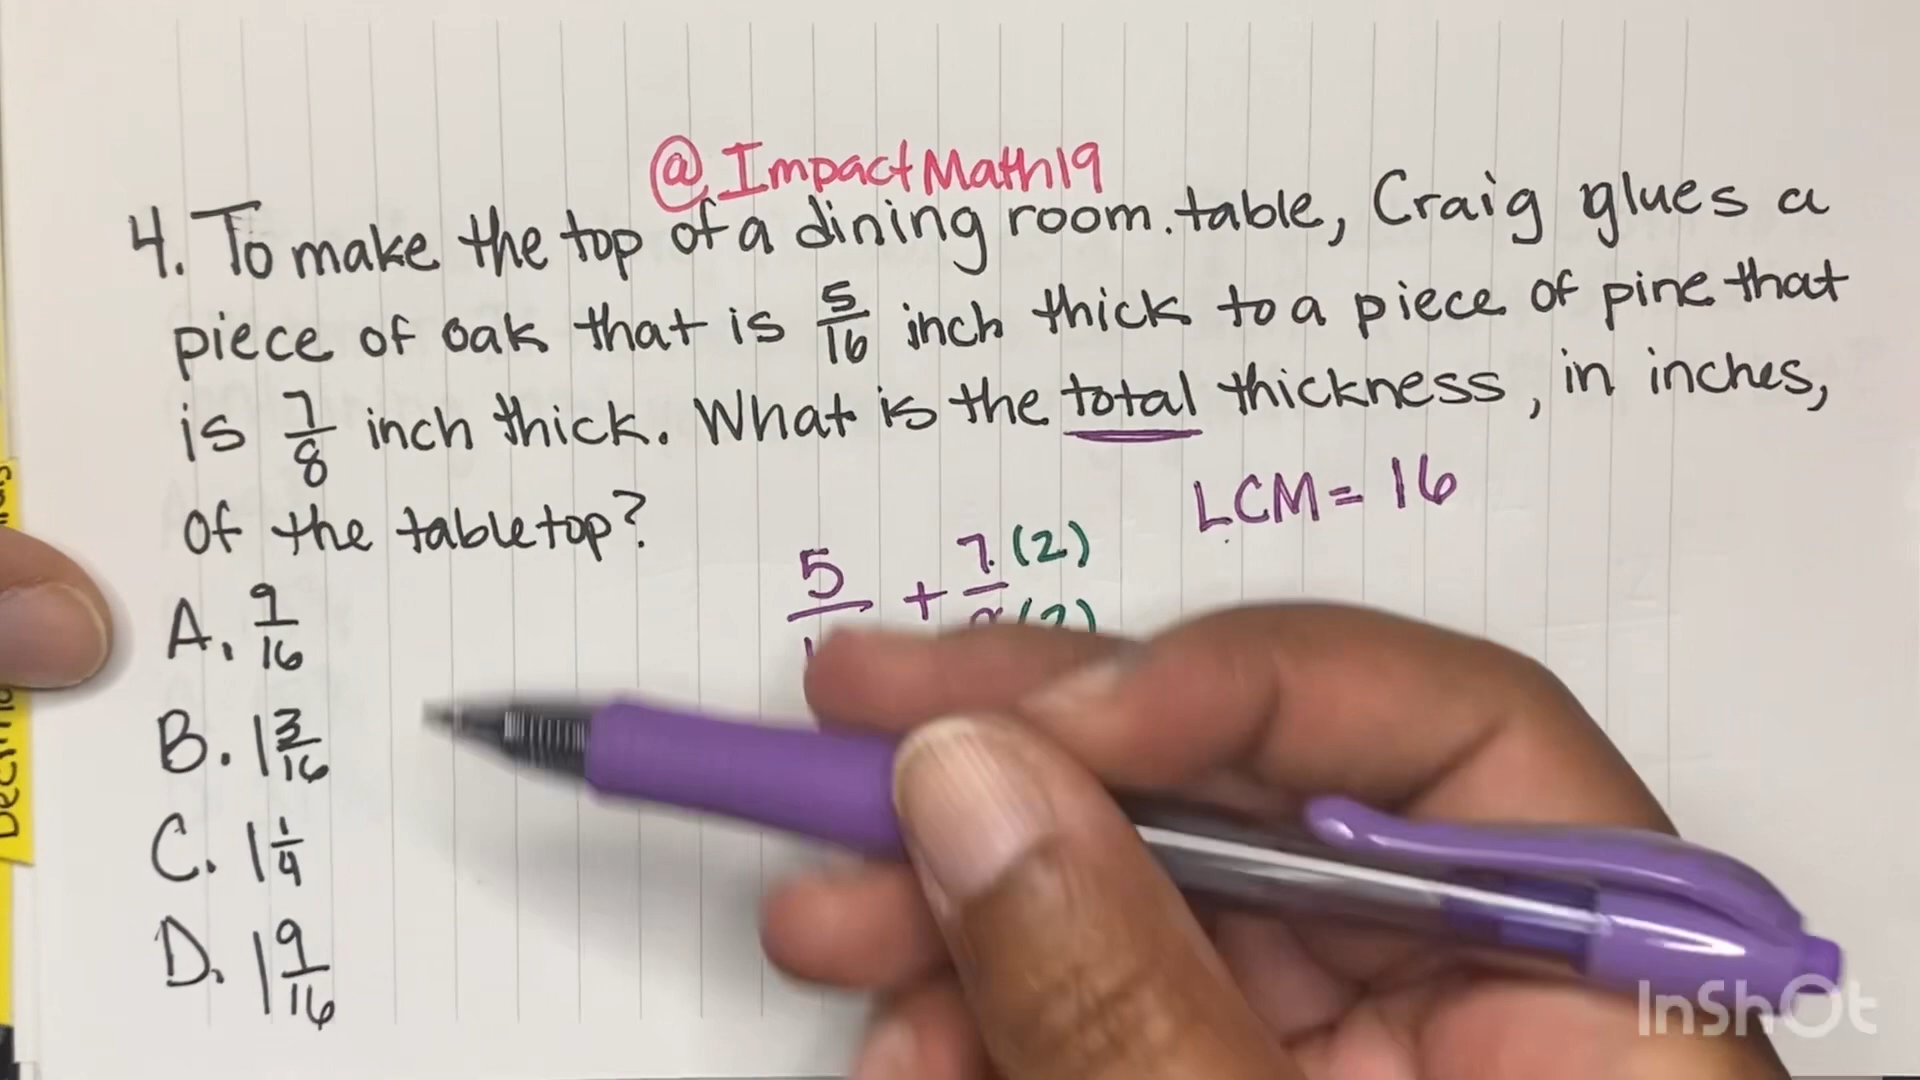 @ImpactMath19
4. To make the top of a dining room table, Craig glues a
piece of oak that is 5/16 inch thick to a piece of pine that
is 7/8 inch thick. What is the total thickness, in inches,
of the tabletop?
LCM = 16
5 + 7(2)
(2)
A. 9/16
B. 1 3/16
C. 1 1/4
D. 1 9/16
InShOt